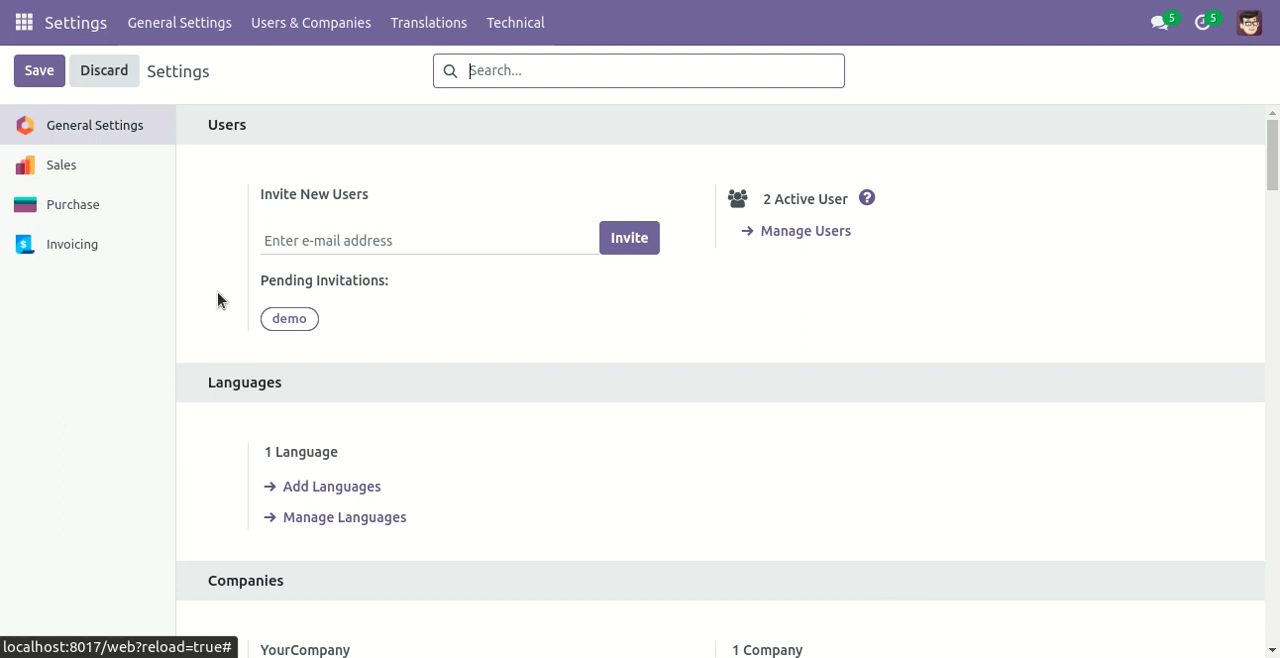 Settings General Settings Users & Companies Translations Technical 5 5
Save Discard Settings Search...
General Settings
Sales
Purchase
Invoicing
Users
Invite New Users
Enter e-mail address Invite
Pending Invitations:
demo
2 Active User ?
→ Manage Users
Languages
1 Language
→ Add Languages
→ Manage Languages
Companies
YourCompany 1 Company
localhost:8017/web?reload=true#